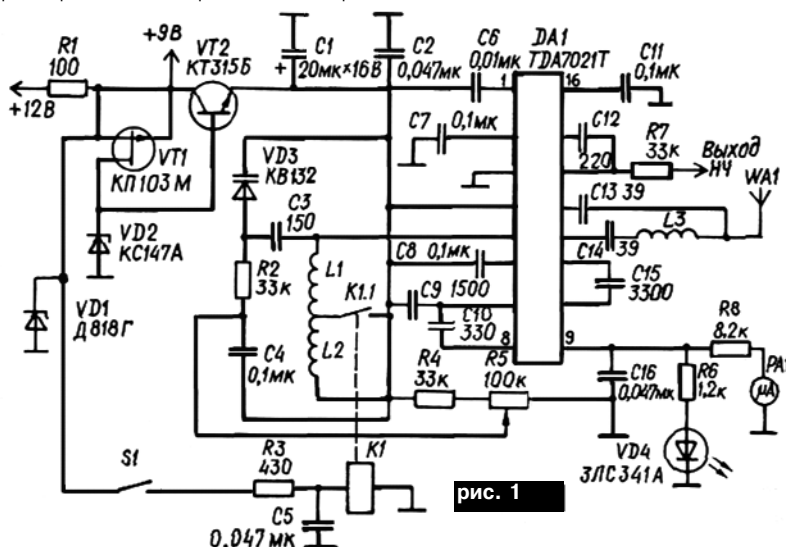 R1
100
+9В
VT2
КТ315Б
+12В
C1
+
20мк×16В
C2
0,047мк
C6
0,01мк
1
DA1
TDA7021T
16
C11
0,1мк
VT1
КП103М
VD2
КС147А
VD1
Д818Г
VD3
КВ132
C3
150
R2
33к
C4
0,1мк
L1
L2
K1.1
C7
0,1мк
C8
0,1мк
C9
1500
C10
330
8
9
C12
220
R7
33к
Выход
НЧ
C13 39
WA1
L3
C14
39
C15
3300
R4
33к
R5
100к
C16
0,047мк
R6
1,2к
R8
8.2к
μА
VD4
3ЛС341А
S1
R3
430
K1
C5
0,047мк
рис. 1